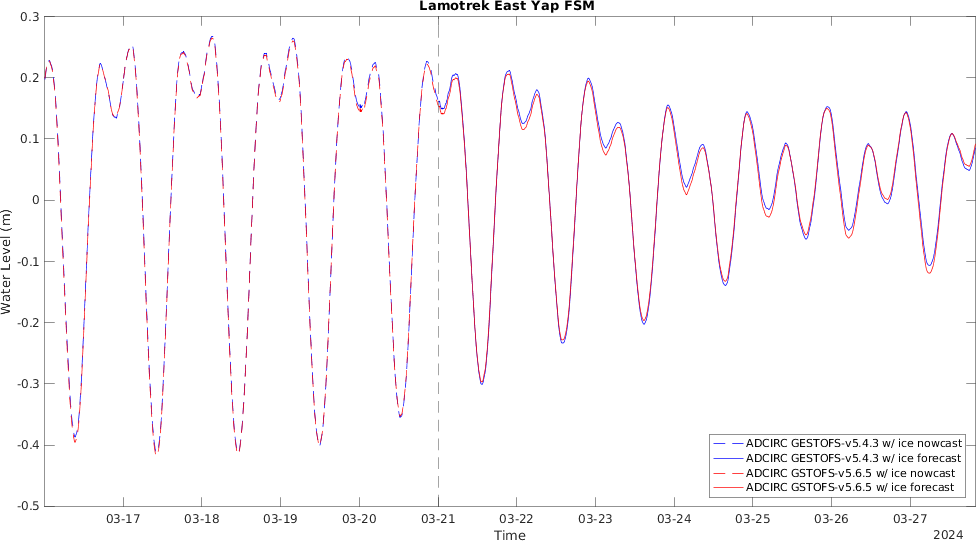 Lamotrek East Yap FSM
0.3
0.2
0.1
0
-0.1
-0.2
-0.3
-0.4
-0.5
Water Level (m)
ADCIRC GESTOFS-v5.4.3 w/ ice nowcast
ADCIRC GESTOFS-v5.4.3 w/ ice forecast
ADCIRC GSTOFS-v5.6.5 w/ ice nowcast
ADCIRC GSTOFS-v5.6.5 w/ ice forecast
03-17 03-18 03-19 03-20 03-21 03-22 03-23 03-24 03-25 03-26 03-27
Time
2024